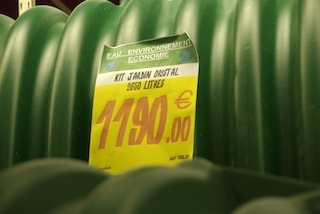 EAU ENVIRONNEMENT
ECONOMIE
KIT JARDIN CRISTAL
2650 LITRES
1190.00 €